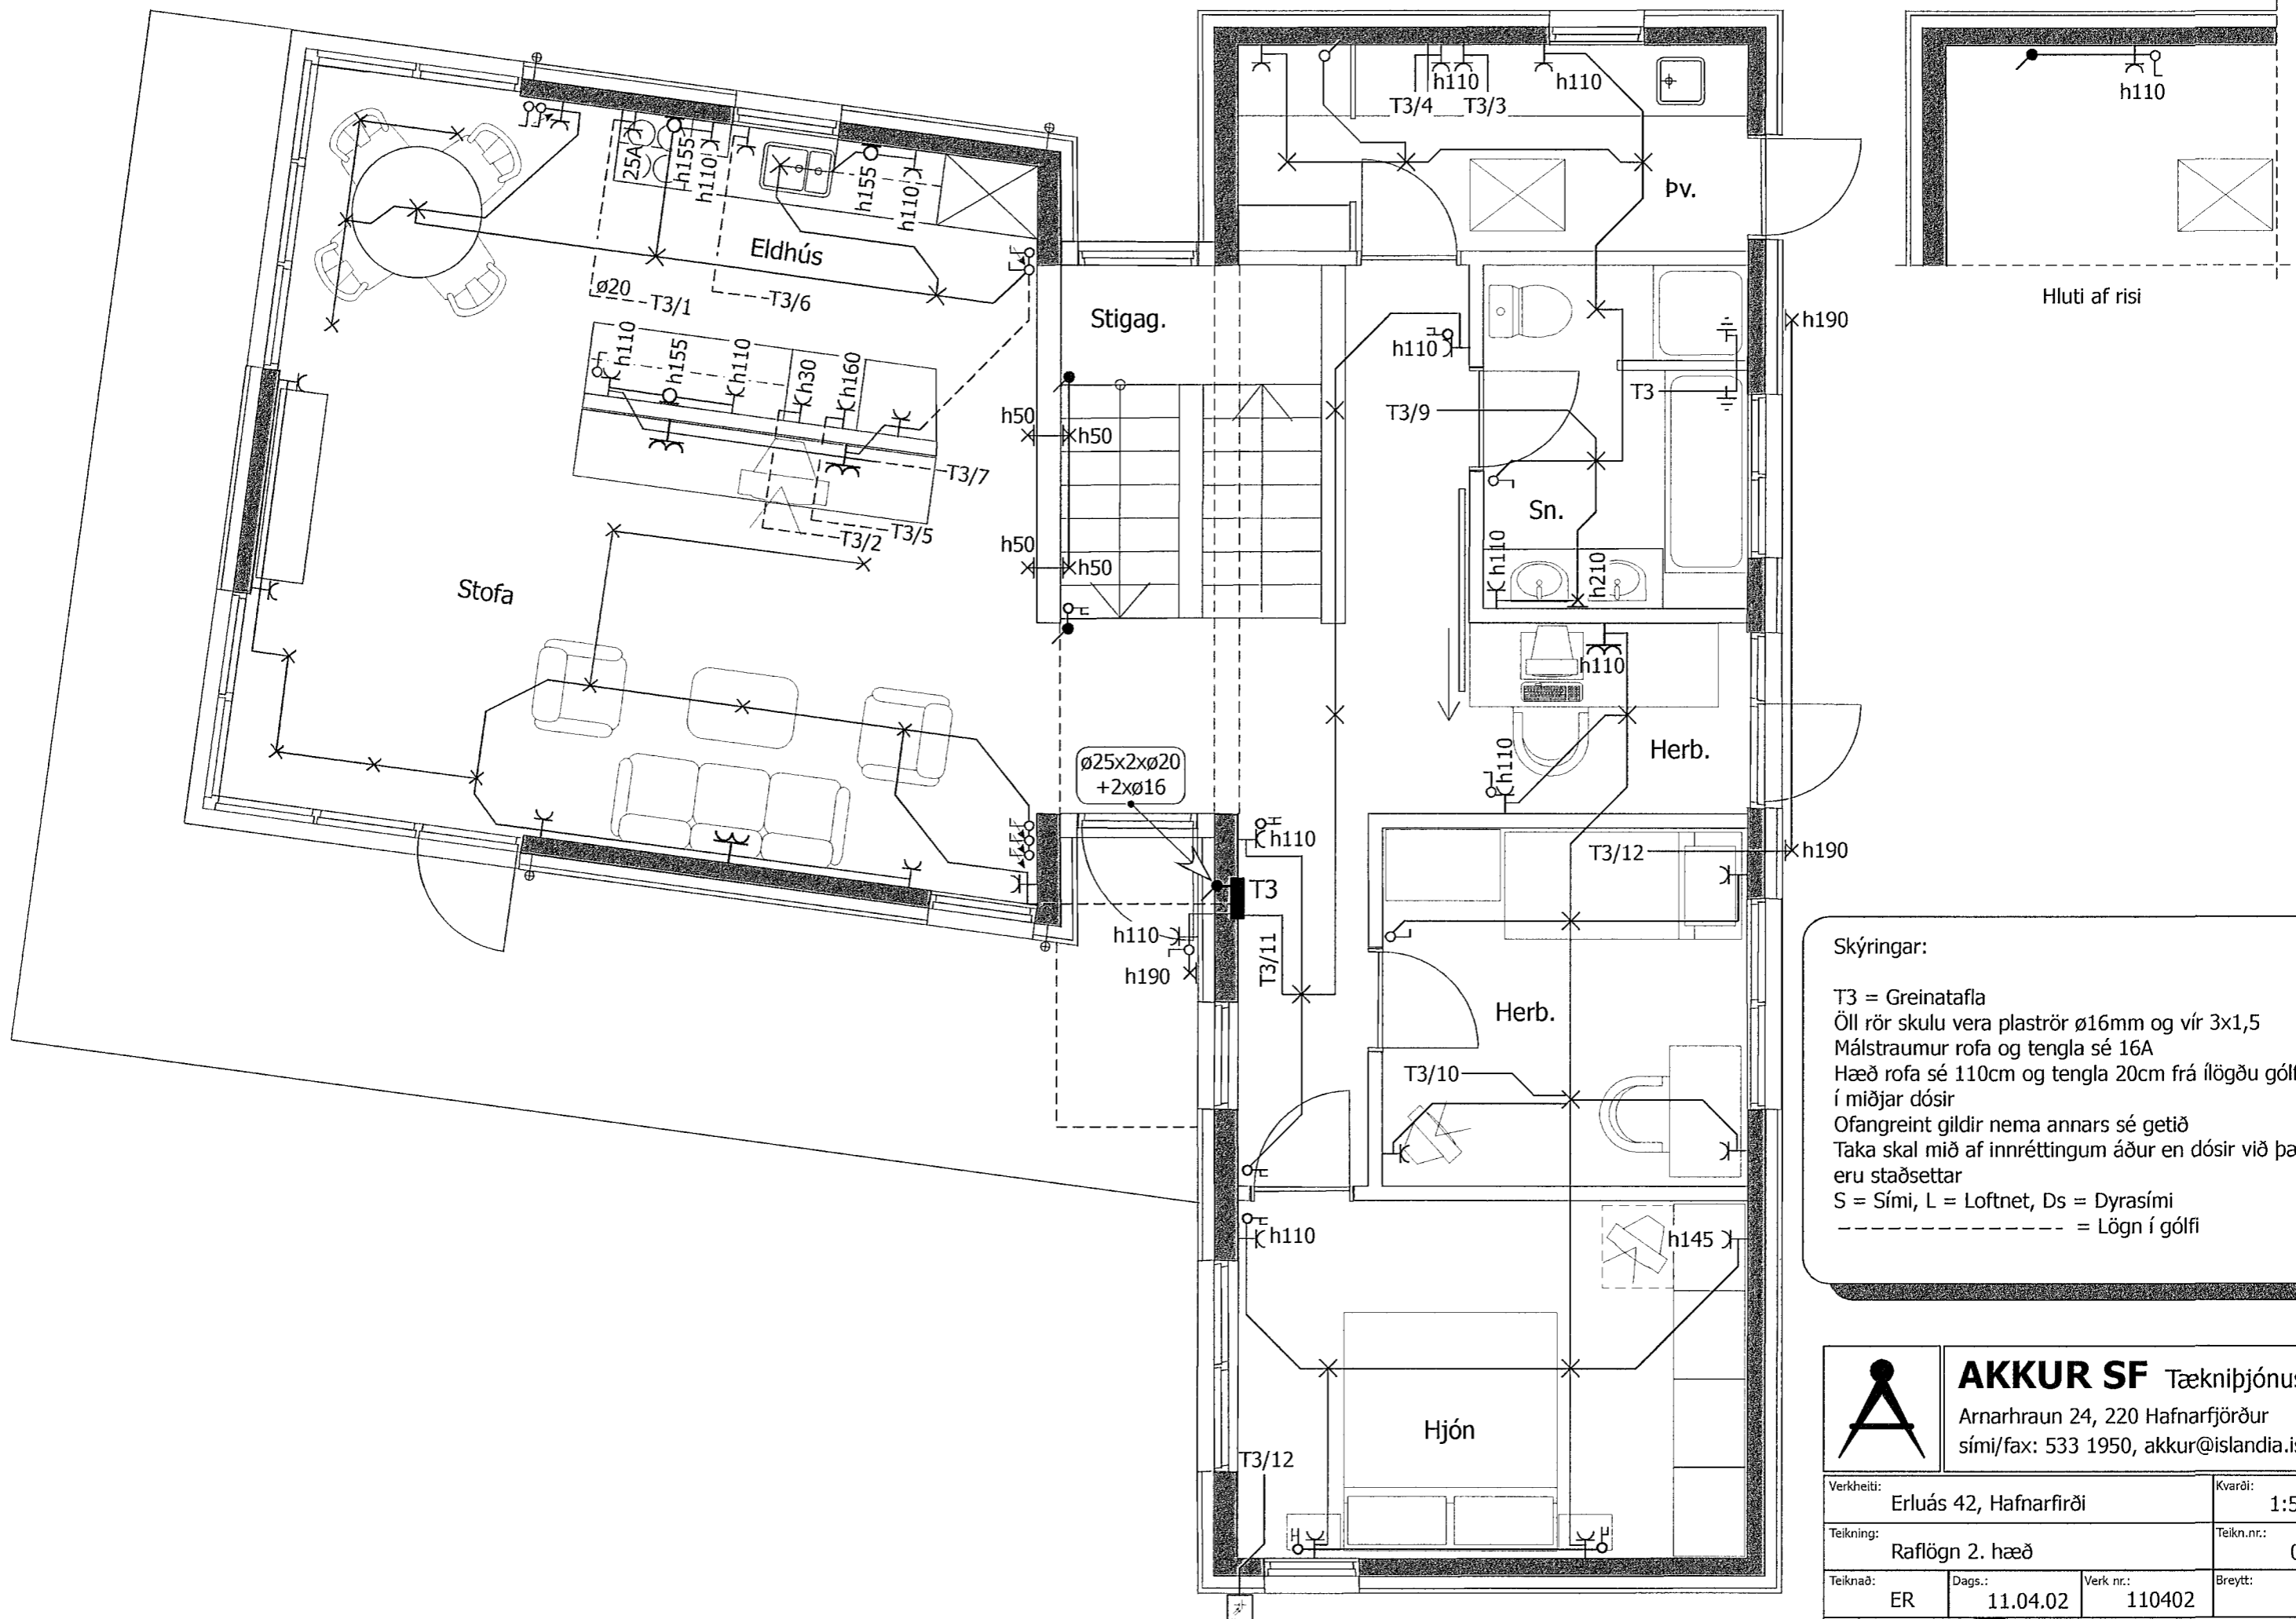 h110
T3/4
h110
T3/3
h110
Þv.
h110
Hluti af risi
25A
h155
h110
h155
h110
Eldhús
ø20
T3/1
T3/6
Stigag.
h190
h110
h155
h110
h30
h160
h110
T3/9
T3
h50
h50
T3/7
T3/2
T3/5
h50
h50
Sn.
h110
h210
Stofa
h110
h110
Herb.
ø25x2xø20
+2xø16
h110
T3/12
h190
T3
h110
h190
T3/11
Herb.
T3/10
h110
h145
Hjón
T3/12
Skýringar:
T3 = Greinatafla
Öll rör skulu vera plaströr ø16mm og vír 3x1,5
Málstraumur rofa og tengla sé 16A
Hæð rofa sé 110cm og tengla 20cm frá ílögðu
í miðjar dósir
Ofangreint gildir nema annars sé getið
Taka skal mið af innréttingum áður en dósir við
eru staðsettar
S = Sími, L = Loftnet, Ds = Dyrasími
= Lögn í gólfi
AKKUR SF
Arnarhraun 24, 220 Hafnarfjörður
sími/fax: 533 1950,
Verkheiti: Erluás 42, Hafnarfirði
Kvarði:
Teikning: Raflögn 2. hæð
Teikn.nr.:
Teiknað: ER
Dags.: 11.04.02
Verk nr.: 110402
Breytt: